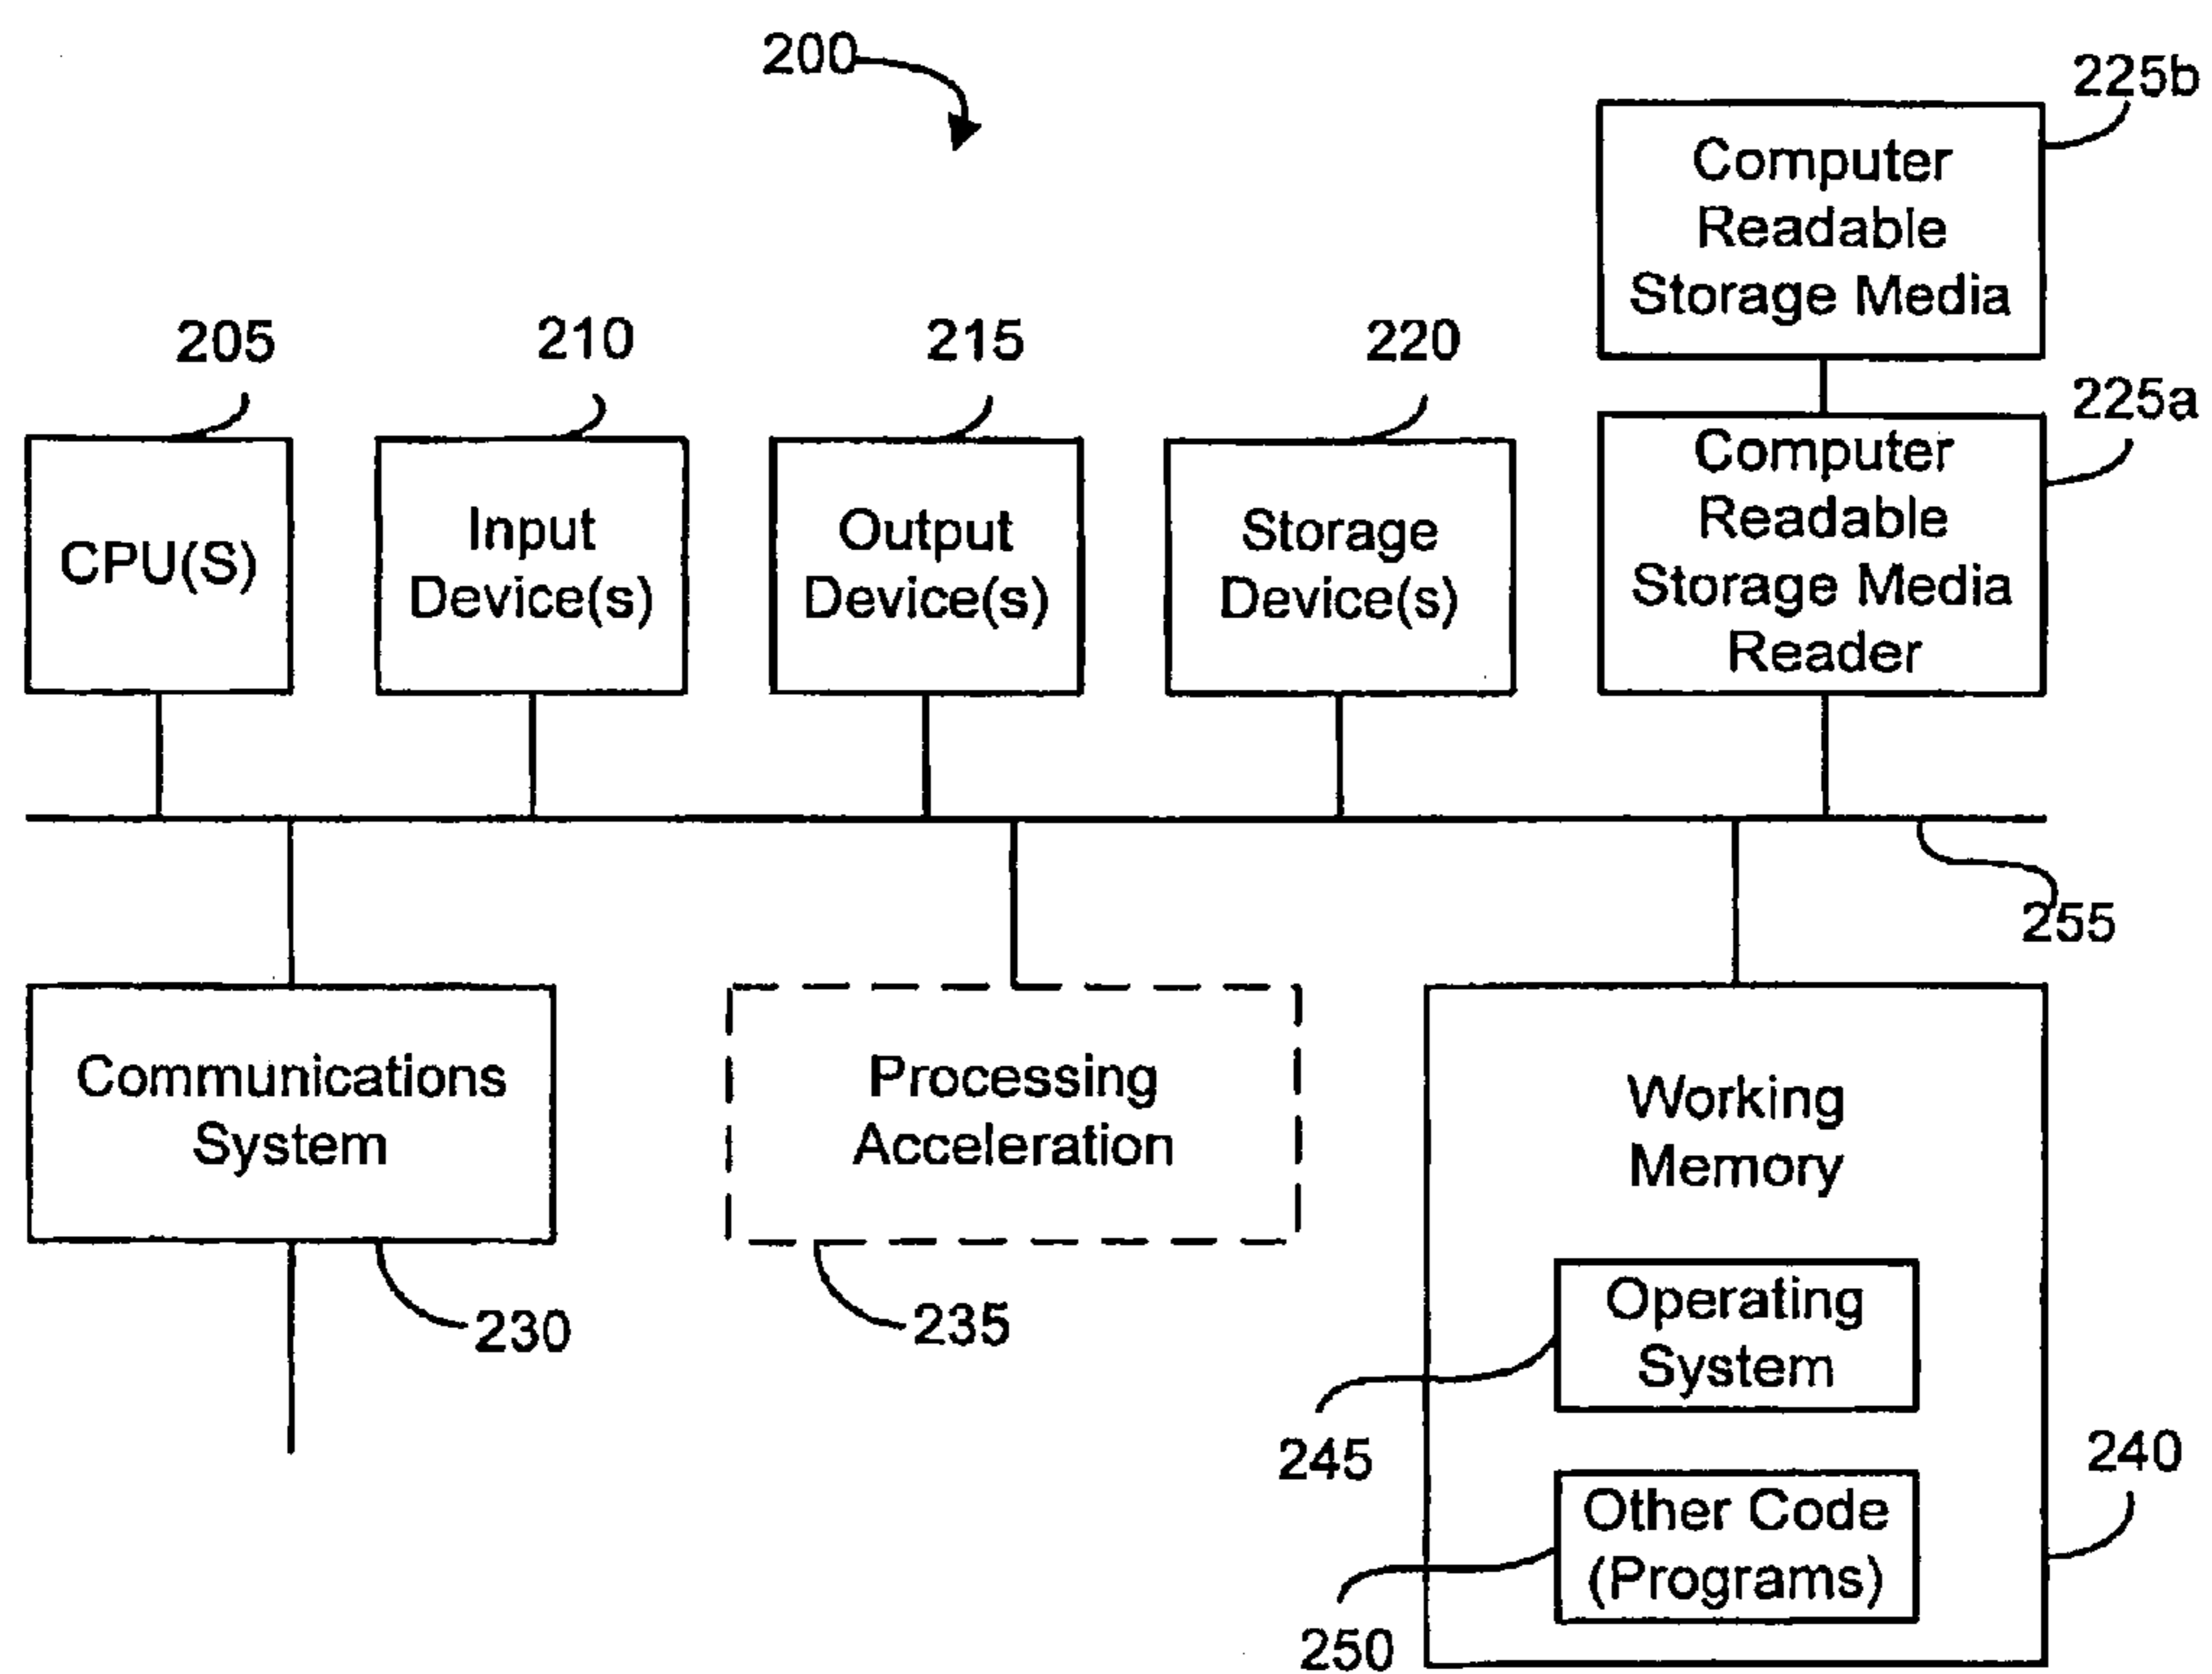 200
225b
Computer
Readable
Storage Media
205
210
215
220
225a
CPU(S)
Input
Device(s)
Output
Device(s)
Storage
Device(s)
Computer
Readable
Storage Media
Reader
255
Communications
System
230
Processing
Acceleration
235
Working
Memory
Operating
System
245
240
Other Code
(Programs)
250